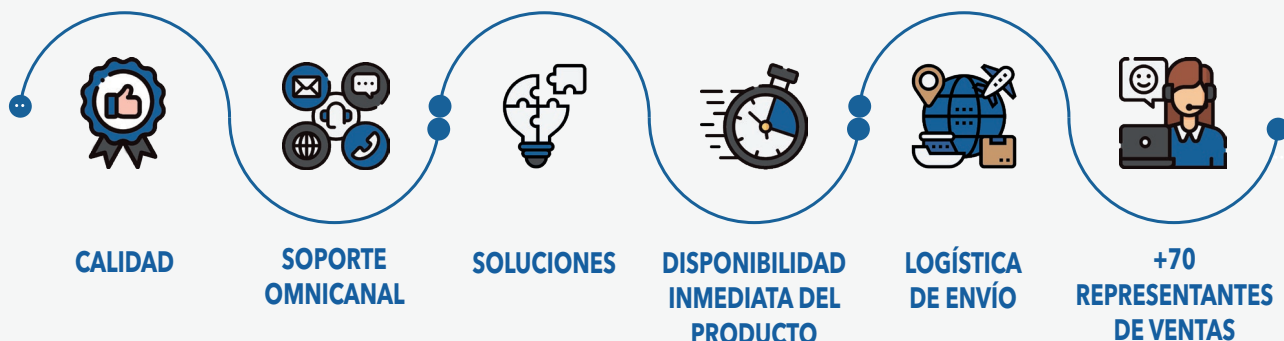 CALIDAD
SOPORTE
OMNICANAL
SOLUCIONES
DISPONIBILIDAD
INMEDIATA DEL
PRODUCTO
LOGÍSTICA
DE ENVÍO
+70
REPRESENTANTES
DE VENTAS